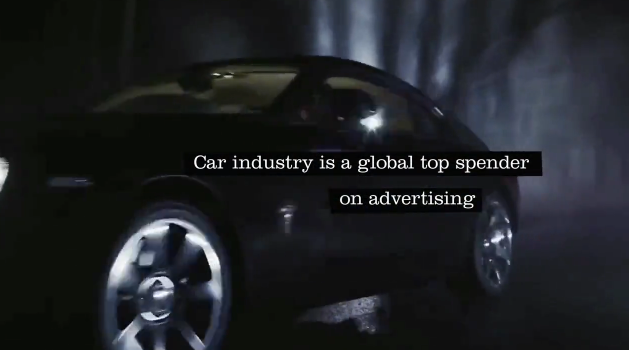 Car industry is a global top spender
on advertising